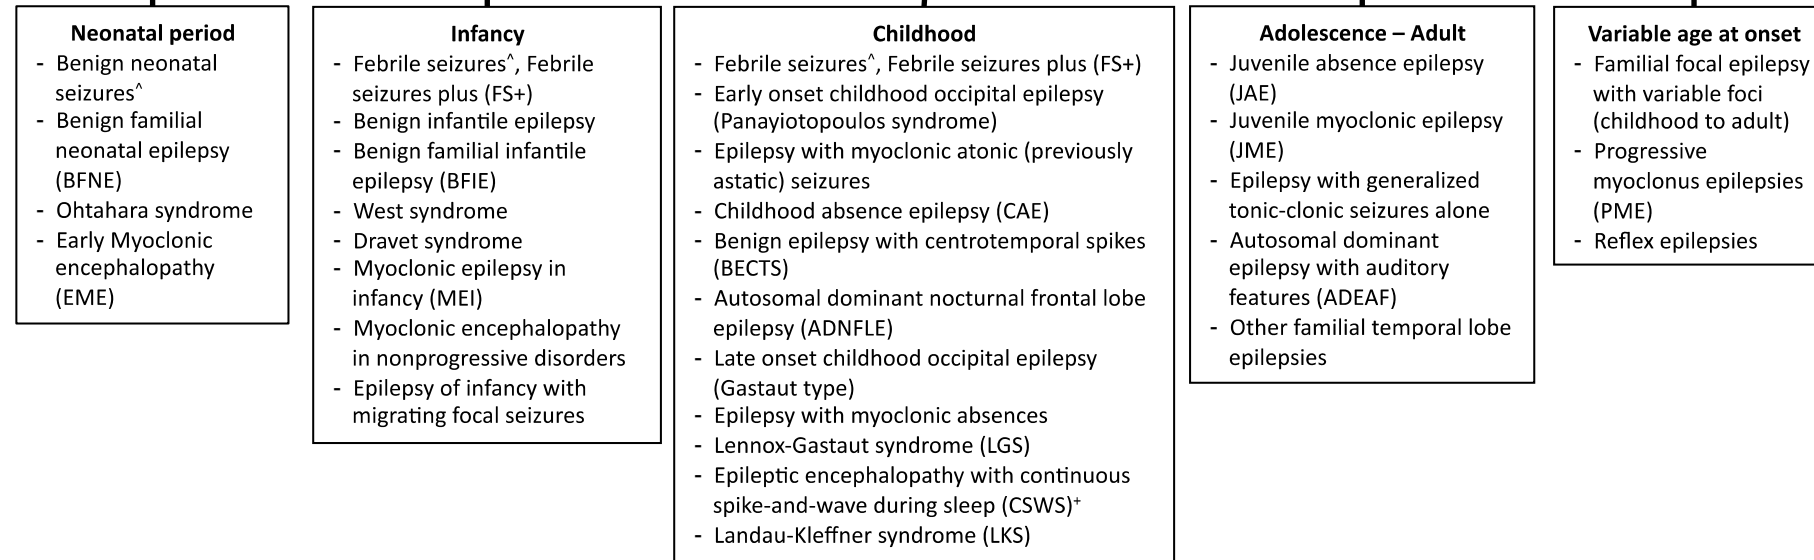 Neonatal period
- Benign neonatal
seizures^
- Benign familial
neonatal epilepsy
(BFNE)
- Ohtahara syndrome
- Early Myoclonic
encephalopathy
(EME)
Infancy
- Febrile seizures^, Febrile
seizures plus (FS+)
- Benign infantile epilepsy
- Benign familial infantile
epilepsy (BFIE)
- West syndrome
- Dravet syndrome
- Myoclonic epilepsy in
infancy (MEI)
- Myoclonic encephalopathy
in nonprogressive disorders
- Epilepsy of infancy with
migrating focal seizures
Childhood
- Febrile seizures^, Febrile seizures plus (FS+)
- Early onset childhood occipital epilepsy
(Panayiotopoulos syndrome)
- Epilepsy with myoclonic atonic (previously
astatic) seizures
- Childhood absence epilepsy (CAE)
- Benign epilepsy with centrotemporal spikes
(BECTS)
- Autosomal dominant nocturnal frontal lobe
epilepsy (ADNFLE)
- Late onset childhood occipital epilepsy
(Gastaut type)
- Epilepsy with myoclonic absences
- Lennox-Gastaut syndrome (LGS)
- Epileptic encephalopathy with continuous
spike-and-wave during sleep (CSWS)+
- Landau-Kleffner syndrome (LKS)
Adolescence – Adult
- Juvenile absence epilepsy
(JAE)
- Juvenile myoclonic epilepsy
(JME)
- Epilepsy with generalized
tonic-clonic seizures alone
- Autosomal dominant
epilepsy with auditory
features (ADEAF)
- Other familial temporal lobe
epilepsies
Variable age at onset
- Familial focal epilepsy
with variable foci
(childhood to adult)
- Progressive
myoclonus epilepsies
(PME)
- Reflex epilepsies